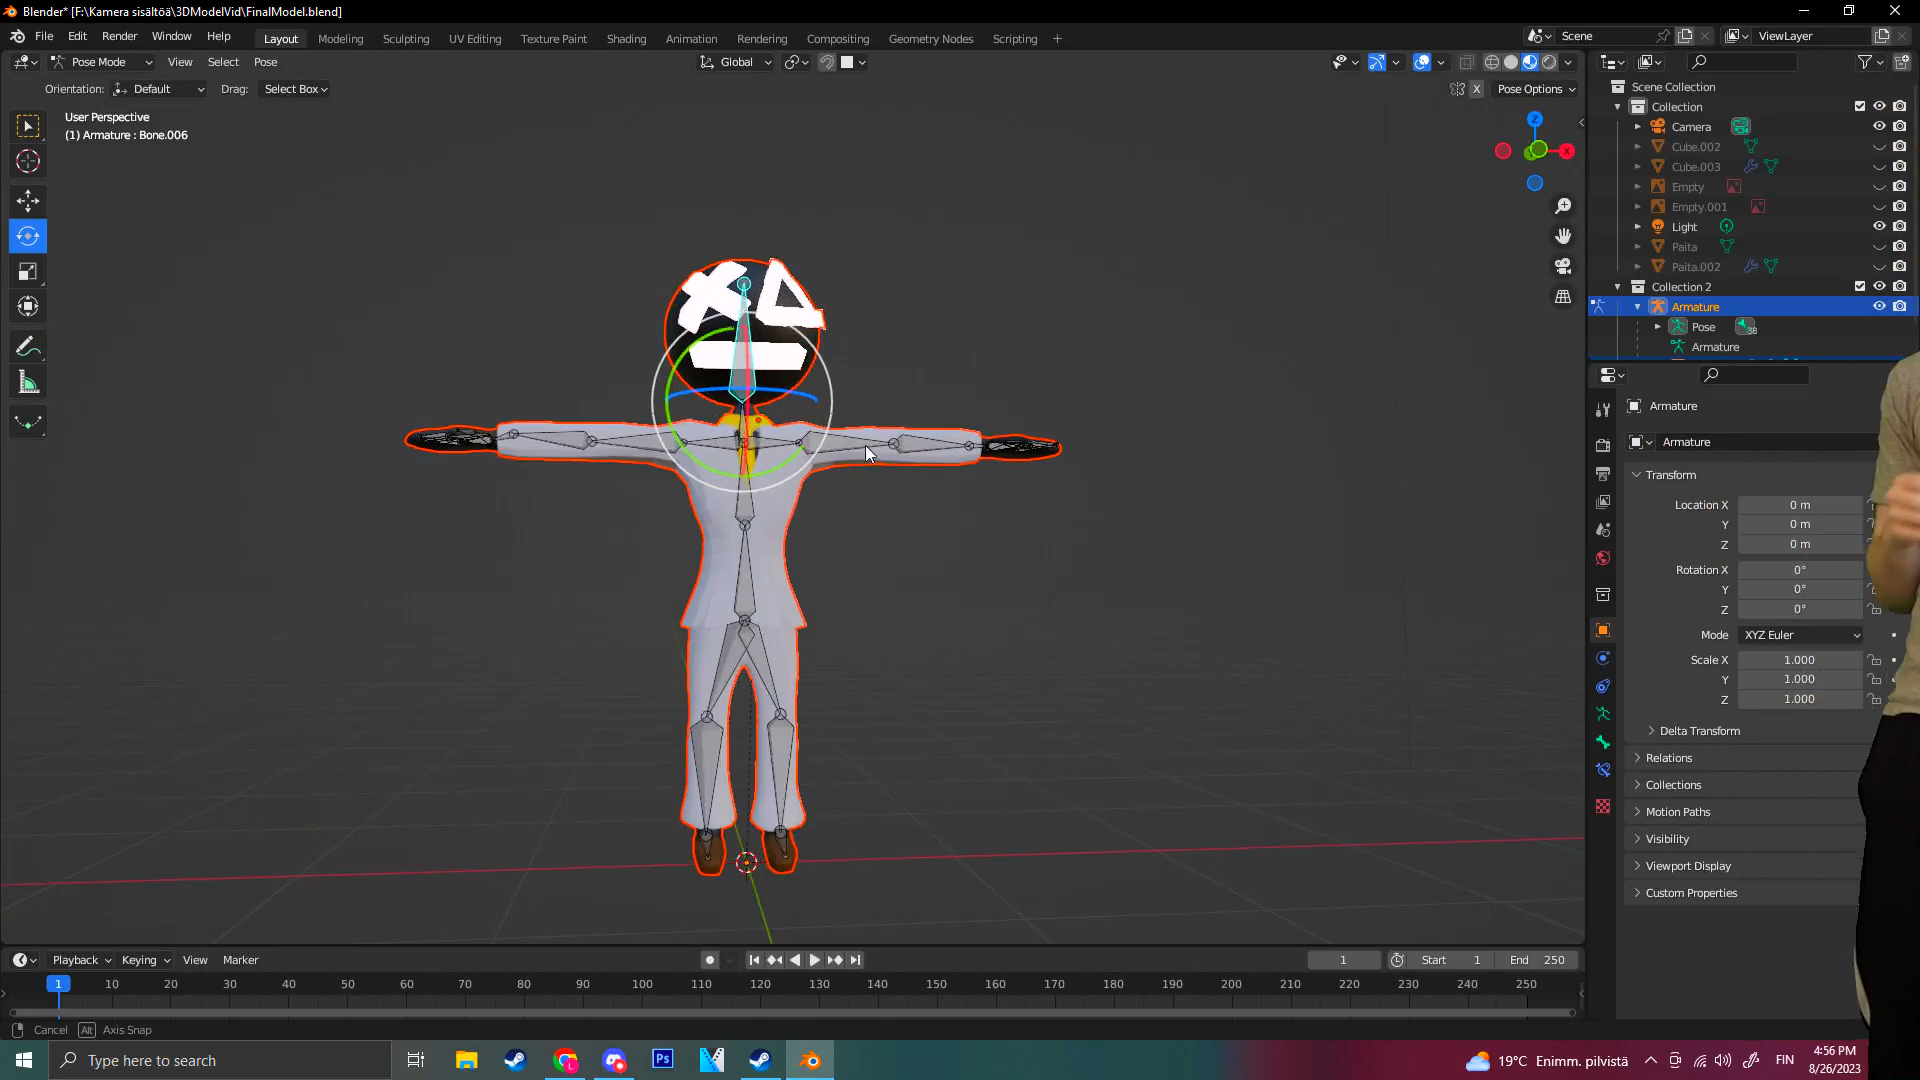 Blender* [F:\Kamera sisältöä\3DModelVid\FinalModel.blend]
File Edit Render Window Help Layout Modeling Sculpting UV Editing Texture Paint Shading Animation Rendering Compositing Geometry Nodes Scripting + Scene ViewLayer
Pose Mode View Select Pose Global
Orientation: Default Drag: Select Box X Pose Options
User Perspective
(1) Armature : Bone.006
Z
X
Scene Collection
Collection
Camera
Cube.002
Cube.003
Empty
Empty.001
Light
Paita
Paita.002
Collection 2
Armature
Pose 38
Armature
Armature
Armature
Transform
Location X 0 m
Y 0 m
Z 0 m
Rotation X 0°
Y 0°
Z 0°
Mode XYZ Euler
Scale X 1.000
Y 1.000
Z 1.000
Delta Transform
Relations
Collections
Motion Paths
Visibility
Viewport Display
Custom Properties
Playback Keying View Marker 1 Start 1 End 250
1 10 20 30 40 50 60 70 80 90 100 110 120 130 140 150 160 170 180 190 200 210 220 230 240 250
Cancel Alt Axis Snap
Type here to search Ps 19°C Enimm. pilvistä FIN 4:56 PM
8/26/2023